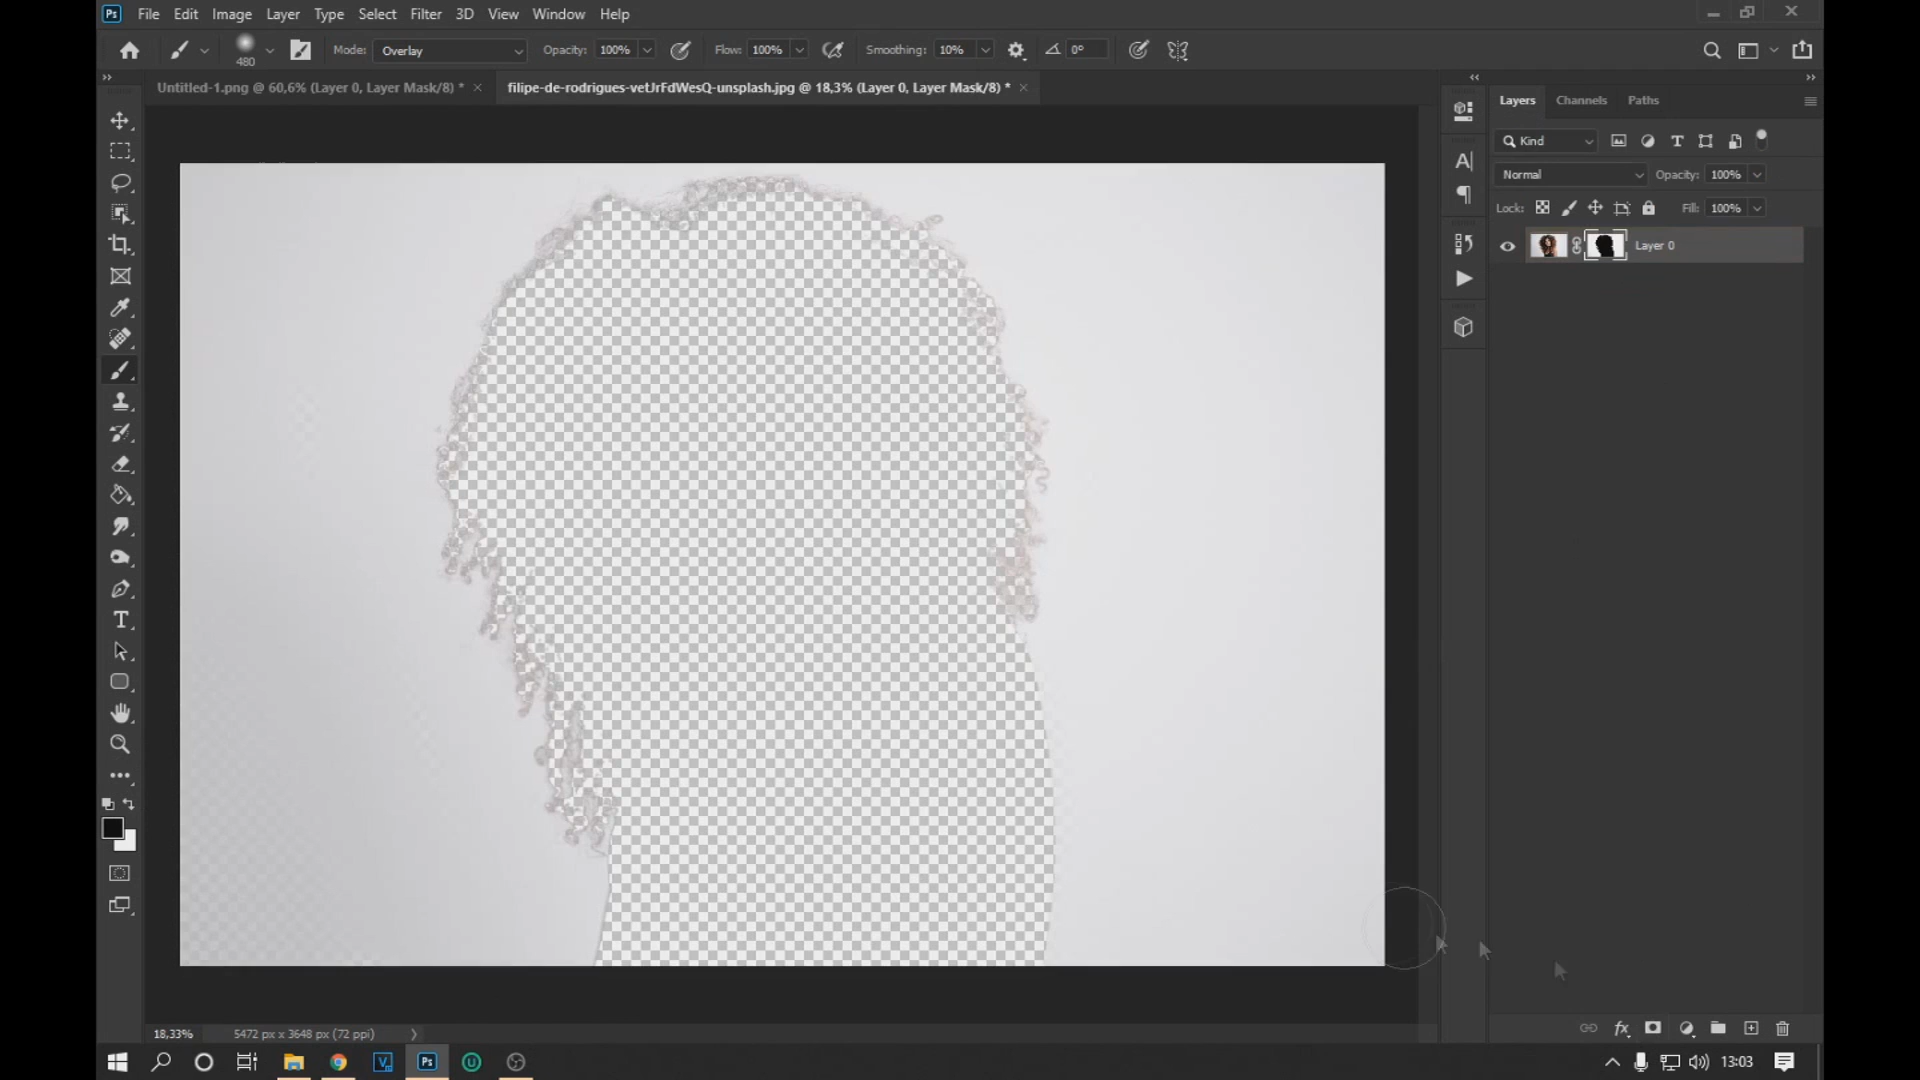 Ps File Edit Image Layer Type Select Filter 3D View Window Help
480 Mode: Overlay Opacity: 100% Flow: 100% Smoothing: 10% 0°
Untitled-1.png @ 60,6% (Layer 0, Layer Mask/8) * × filipe-de-rodrigues-vetJrFdWesQ-unsplash.jpg @ 18,3% (Layer 0, Layer Mask/8) * ×
Layers Channels Paths
Kind
Normal Opacity: 100%
Lock: Fill: 100%
Layer 0
18,33% 5472 px x 3648 px (72 ppi)
Ps 13:03